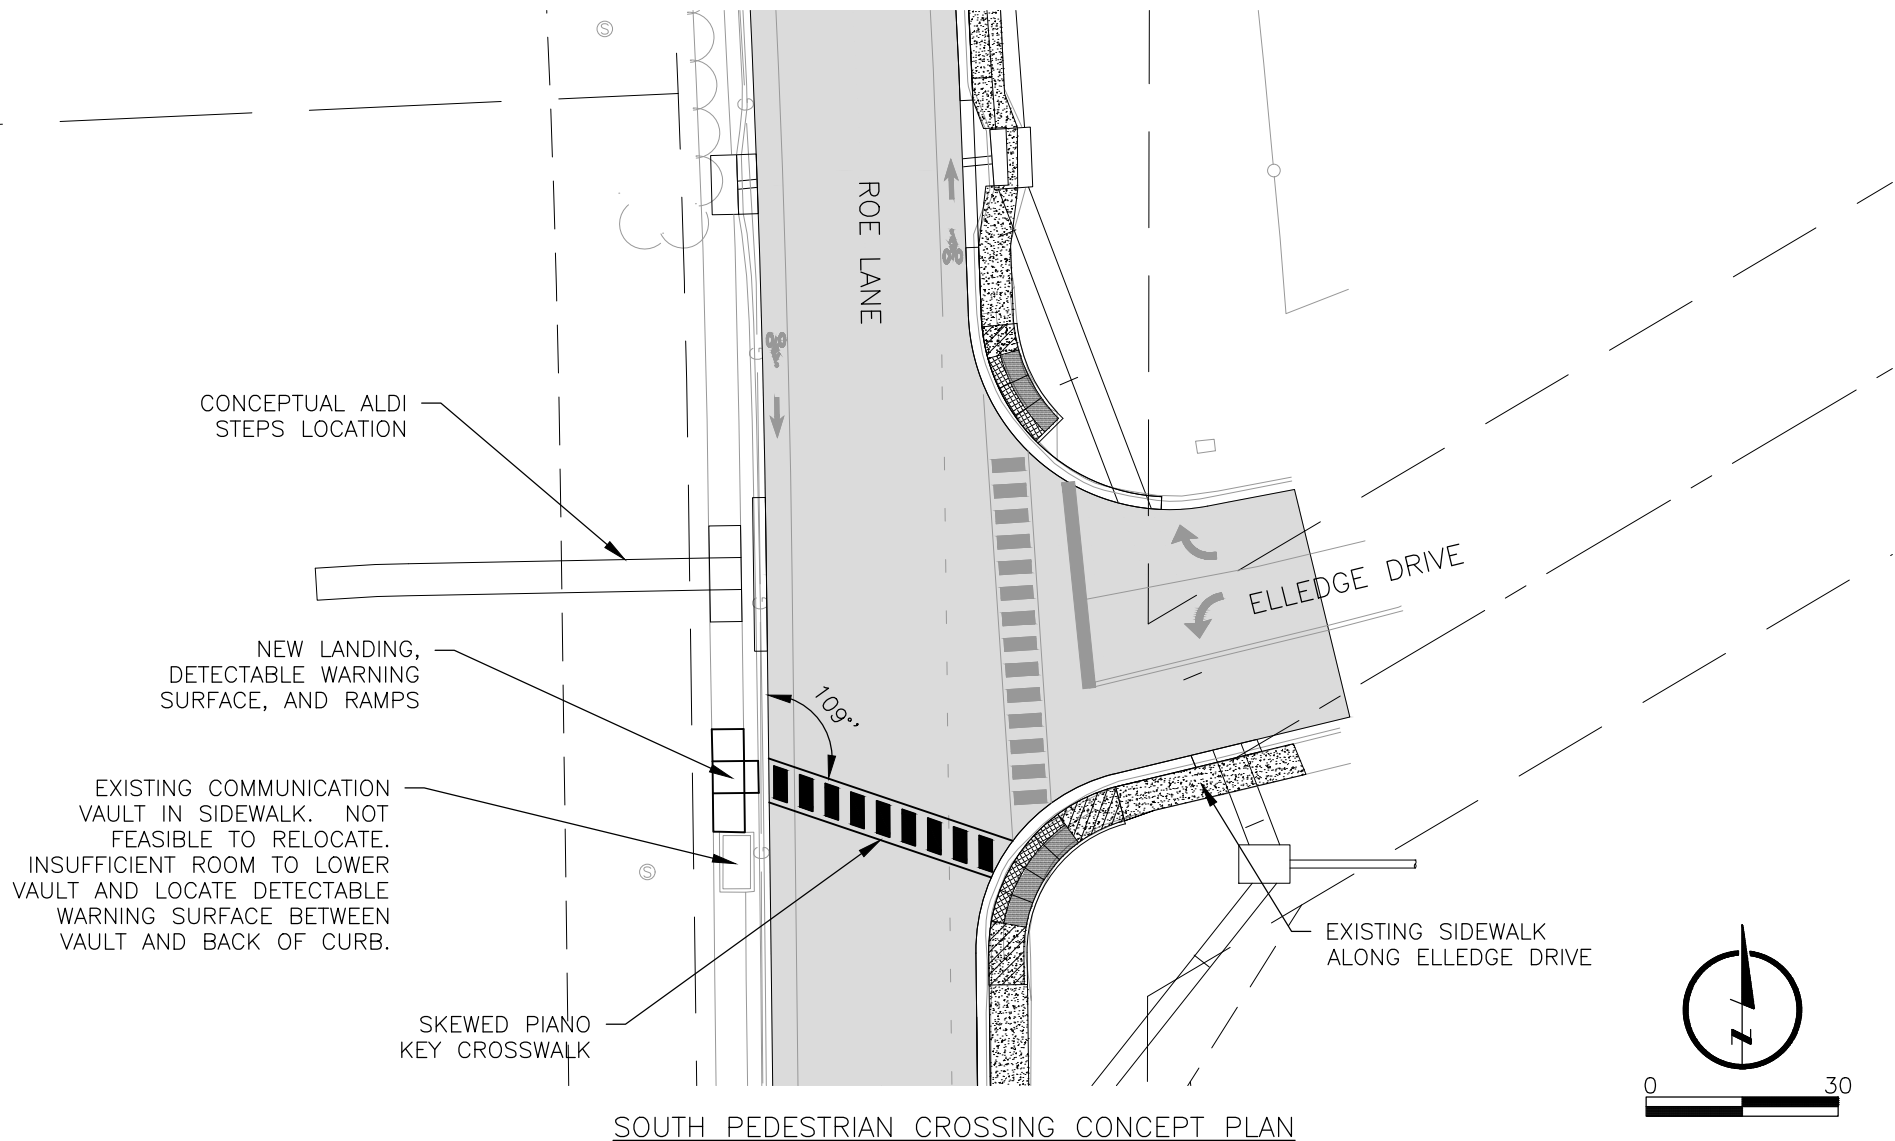 S
G
ROE LANE
G
CONCEPTUAL ALDI
STEPS LOCATION
ELLEDGE DRIVE
G
NEW LANDING,
DETECTABLE WARNING
SURFACE, AND RAMPS
109°
EXISTING COMMUNICATION
VAULT IN SIDEWALK. NOT
FEASIBLE TO RELOCATE.
INSUFFICIENT ROOM TO LOWER
VAULT AND LOCATE DETECTABLE
WARNING SURFACE BETWEEN
VAULT AND BACK OF CURB.
G
S
EXISTING SIDEWALK
ALONG ELLEDGE DRIVE
SKEWED PIANO
KEY CROSSWALK
N
0 30
SOUTH PEDESTRIAN CROSSING CONCEPT PLAN